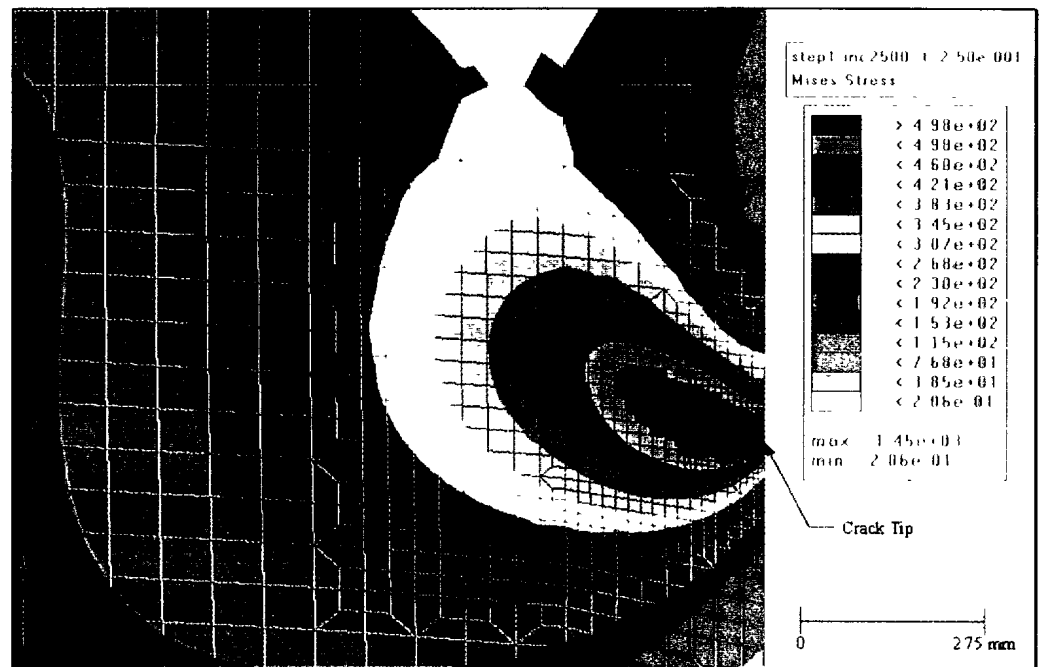 step1 inc2500 t 2.50e-001
Mises Stress
> 4.98e+02
< 4.98e+02
< 4.60e+02
< 4.21e+02
< 3.83e+02
< 3.45e+02
< 3.07e+02
< 2.68e+02
< 2.30e+02
< 1.92e+02
< 1.53e+02
< 1.15e+02
< 7.68e+01
< 3.85e+01
< 2.06e-01
max 1.45e+03
min 2.06e-01
Crack Tip
0 275 mm